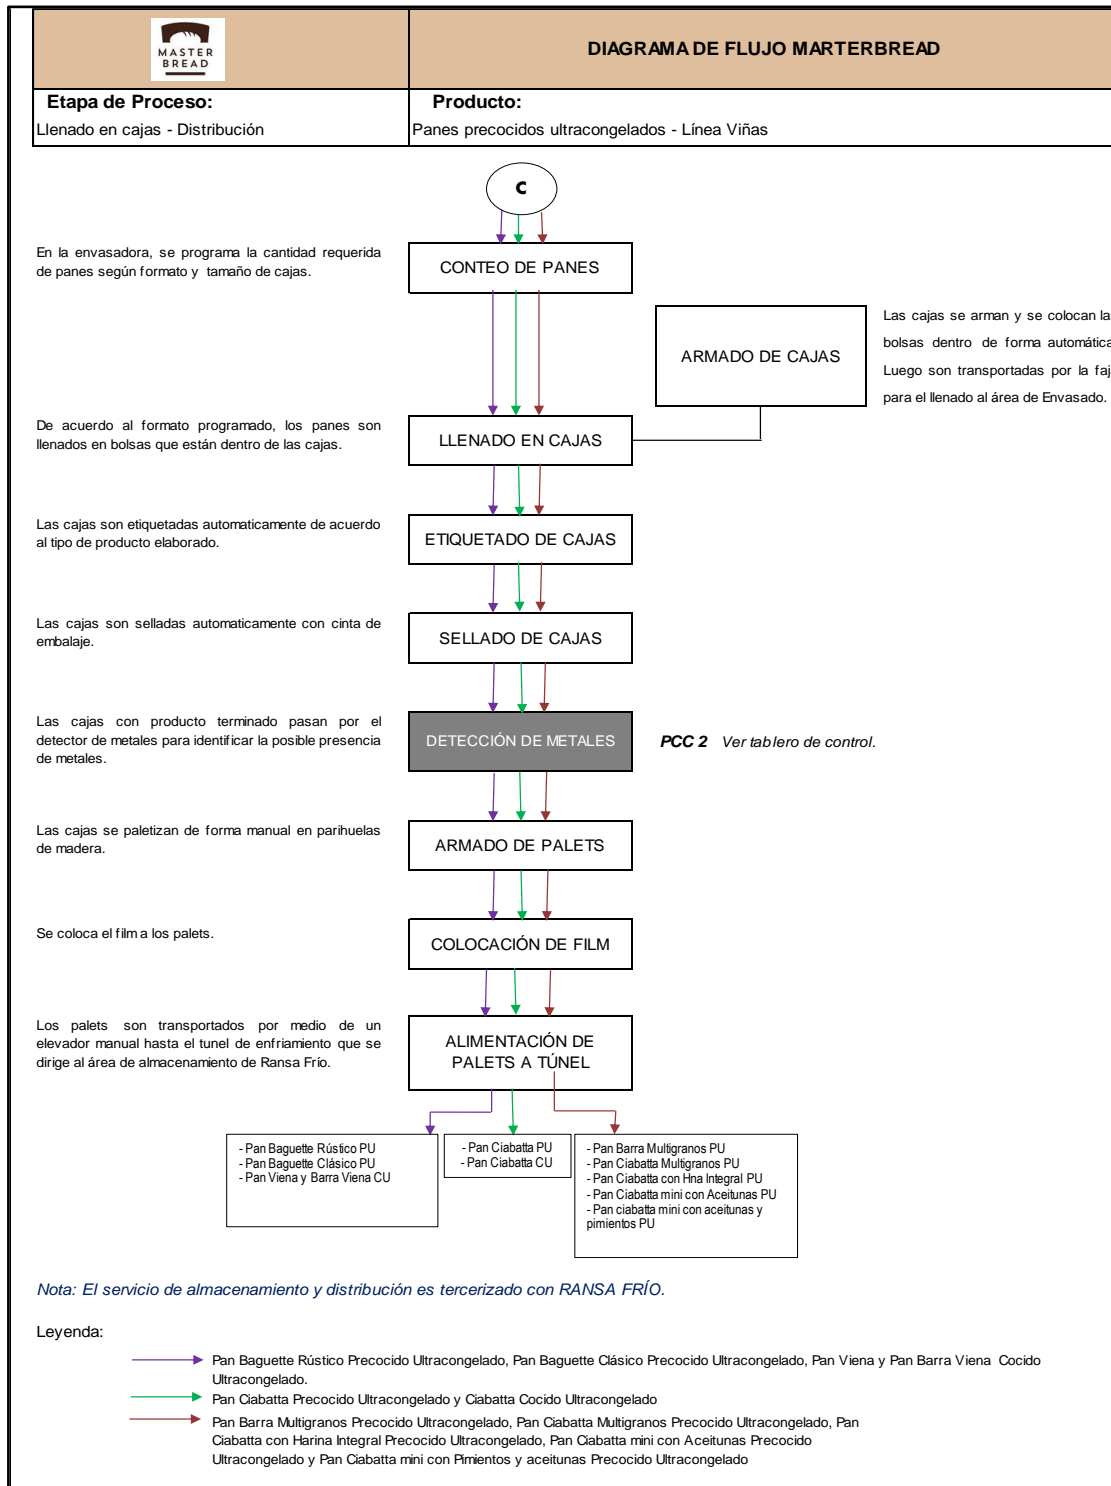 MASTER
BREAD
DIAGRAMA DE FLUJO MARTERBREAD
Etapa de Proceso:
Producto:
Llenado en cajas - Distribución
Panes precocidos ultracongelados - Línea Viñas
C
En la envasadora, se programa la cantidad requerida
de panes según formato y tamaño de cajas.
CONTEO DE PANES
ARMADO DE CAJAS
Las cajas se arman y se colocan la
bolsas dentro de forma automática
Luego son transportadas por la faj
para el llenado al área de Envasado.
De acuerdo al formato programado, los panes son
llenados en bolsas que están dentro de las cajas.
LLENADO EN CAJAS
Las cajas son etiquetadas automaticamente de acuerdo
al tipo de producto elaborado.
ETIQUETADO DE CAJAS
Las cajas son selladas automaticamente con cinta de
embalaje.
SELLADO DE CAJAS
Las cajas con producto terminado pasan por el
detector de metales para identificar la posible presencia
de metales.
DETECCIÓN DE METALES
PCC 2 Ver tablero de control.
Las cajas se paletizan de forma manual en parihuelas
de madera.
ARMADO DE PALETS
Se coloca el film a los palets.
COLOCACIÓN DE FILM
Los palets son transportados por medio de un
elevador manual hasta el tunel de enfriamiento que se
dirige al área de almacenamiento de Ransa Frío.
ALIMENTACIÓN DE
PALETS A TÚNEL
- Pan Baguette Rústico PU
- Pan Baguette Clásico PU
- Pan Viena y Barra Viena CU
- Pan Ciabatta PU
- Pan Ciabatta CU
- Pan Barra Multigranos PU
- Pan Ciabatta Multigranos PU
- Pan Ciabatta con Hna Integral PU
- Pan Ciabatta mini con Aceitunas PU
- Pan ciabatta mini con aceitunas y
pimientos PU
Nota: El servicio de almacenamiento y distribución es tercerizado con RANSA FRÍO.
Leyenda:
Pan Baguette Rústico Precocido Ultracongelado, Pan Baguette Clásico Precocido Ultracongelado, Pan Viena y Pan Barra Viena Cocido
Ultracongelado.
Pan Ciabatta Precocido Ultracongelado y Ciabatta Cocido Ultracongelado
Pan Barra Multigranos Precocido Ultracongelado, Pan Ciabatta Multigranos Precocido Ultracongelado, Pan
Ciabatta con Harina Integral Precocido Ultracongelado, Pan Ciabatta mini con Aceitunas Precocido
Ultracongelado y Pan Ciabatta mini con Pimientos y aceitunas Precocido Ultracongelado